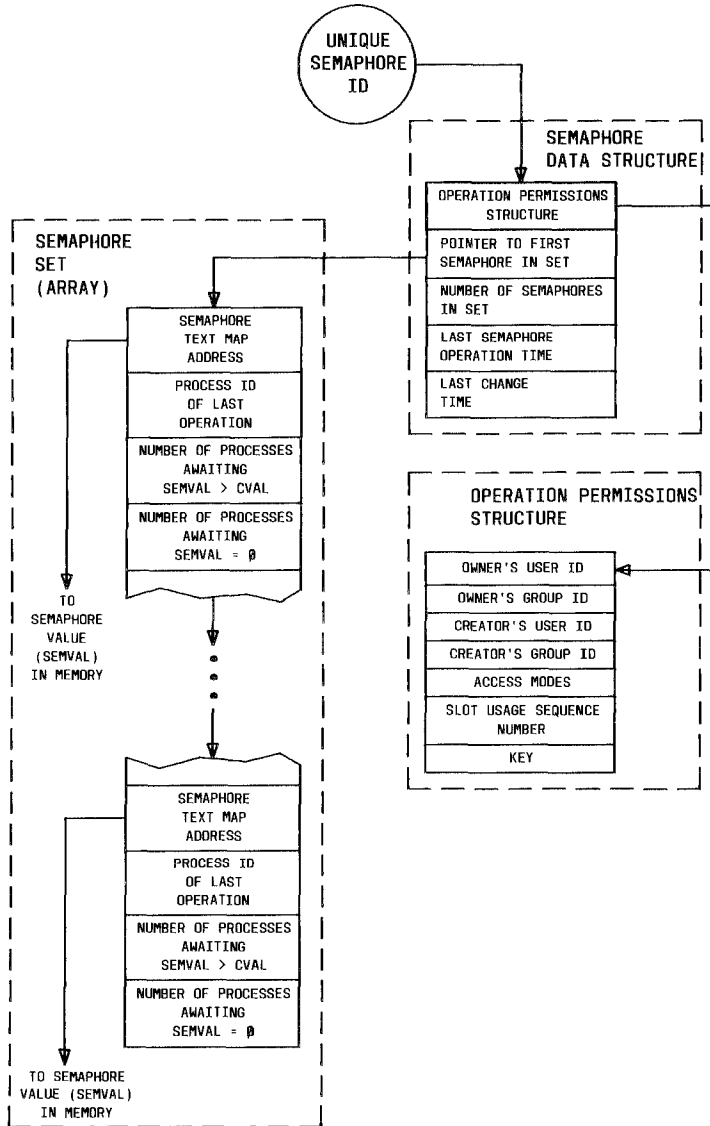 UNIQUE
SEMAPHORE
ID
SEMAPHORE
DATA STRUCTURE
OPERATION PERMISSIONS
STRUCTURE
POINTER TO FIRST
SEMAPHORE IN SET
NUMBER OF SEMAPHORES
IN SET
LAST SEMAPHORE
OPERATION TIME
LAST CHANGE
TIME
SEMAPHORE
SET
(ARRAY)
SEMAPHORE
TEXT MAP
ADDRESS
PROCESS ID
OF LAST
OPERATION
NUMBER OF PROCESSES
AWAITING
SEMVAL > CVAL
NUMBER OF PROCESSES
AWAITING
SEMVAL = 0
TO
SEMAPHORE
VALUE
(SEMVAL)
IN MEMORY
OPERATION PERMISSIONS
STRUCTURE
OWNER'S USER ID
OWNER'S GROUP ID
CREATOR'S USER ID
CREATOR'S GROUP ID
ACCESS MODES
SLOT USAGE SEQUENCE
NUMBER
KEY
SEMAPHORE
TEXT MAP
ADDRESS
PROCESS ID
OF LAST
OPERATION
NUMBER OF PROCESSES
AWAITING
SEMVAL > CVAL
NUMBER OF PROCESSES
AWAITING
SEMVAL = 0
TO SEMAPHORE
VALUE (SEMVAL)
IN MEMORY